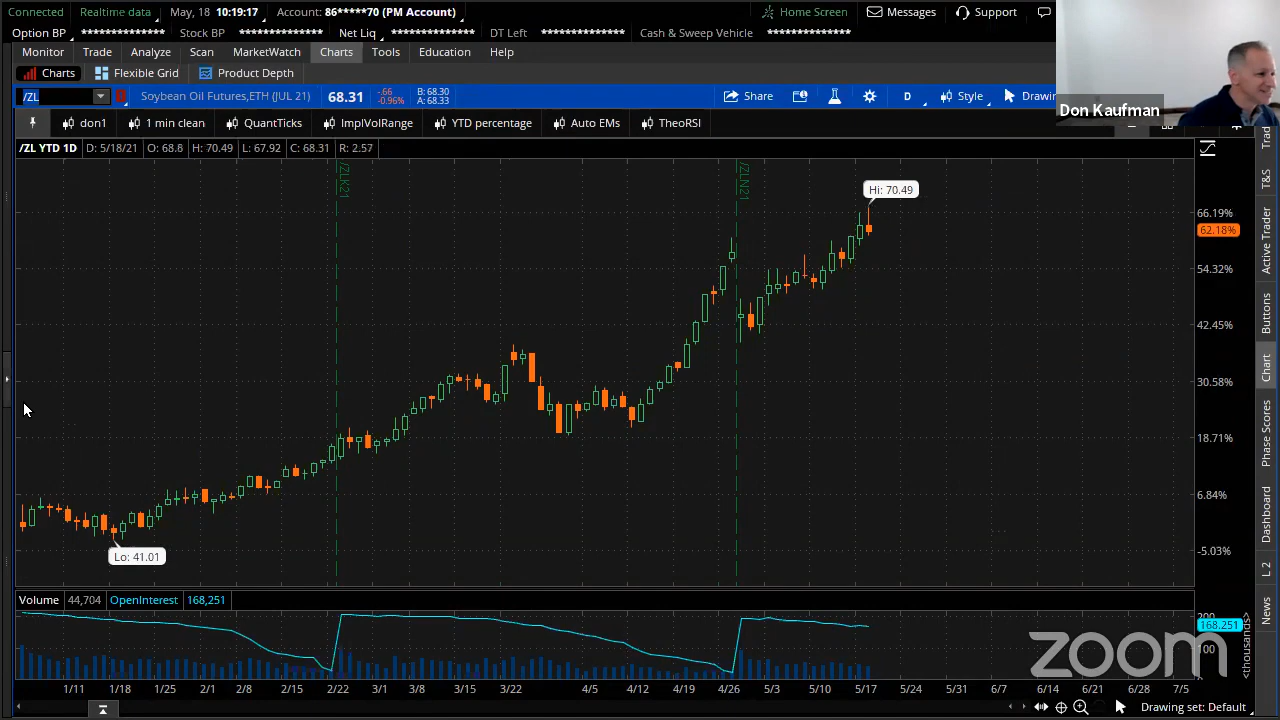 Connected Realtime data May, 18 10:19:17 Account: 86*****70 (PM Account) Home Screen Messages Support
Option BP ************** Stock BP ************** Net Liq ************** DT Left ************** Cash & Sweep Vehicle **************
Monitor Trade Analyze Scan MarketWatch Charts Tools Education Help
Charts Flexible Grid Product Depth
/ZL Soybean Oil Futures,ETH (JUL 21) 68.31 -.66 -0.96% B: 68.30 A: 68.33 Share D Style Drawin
Don Kaufman
don1 1 min clean QuantTicks ImplVolRange YTD percentage Auto EMs TheoRSI
/ZL YTD 1D D: 5/18/21 O: 68.8 H: 70.49 L: 67.92 C: 68.31 R: 2.57
/ZLK21 /ZLN21
Hi: 70.49
66.19%
62.18%
54.32%
42.45%
30.58%
18.71%
6.84%
-5.03%
Lo: 41.01
Trad
T&S
Active Trader
Buttons
Chart
Phase Scores
Dashboard
L 2
News
Volume 44,704 OpenInterest 168,251
200
168,251
100
<thousands>
zoom
1/11 1/18 1/25 2/1 2/8 2/15 2/22 3/1 3/8 3/15 3/22 4/5 4/12 4/19 4/26 5/3 5/10 5/17 5/24 5/31 6/7 6/14 6/21 6/28 7/5
Drawing set: Default